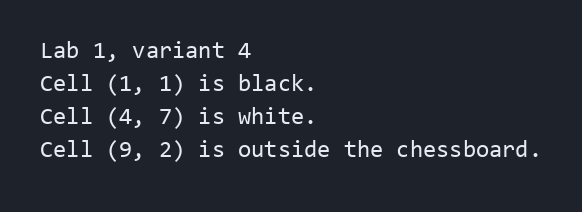 Lab 1, variant 4
Cell (1, 1) is black.
Cell (4, 7) is white.
Cell (9, 2) is outside the chessboard.